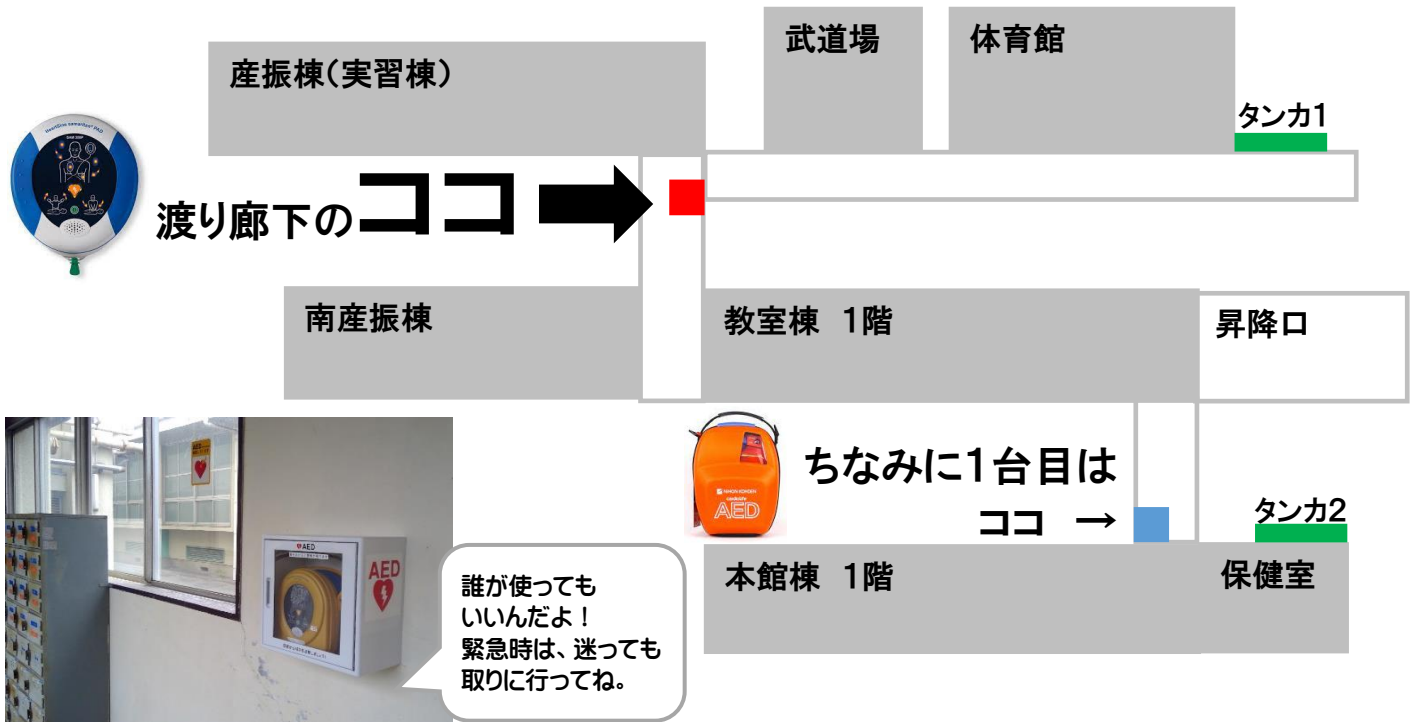 産振棟(実習棟)
武道場
体育館
タンカ1
渡り廊下のココ
南産振棟
教室�ồ 1階
昇降口
ちなみに1台目は
ココ →
タンカ2
NIHON KOHDEN
cardiolife
AED
本館棟 1階
保健室
AED
AED
誰が使っても
いいんだよ！
緊急時は、迷っても
取りに行ってね。